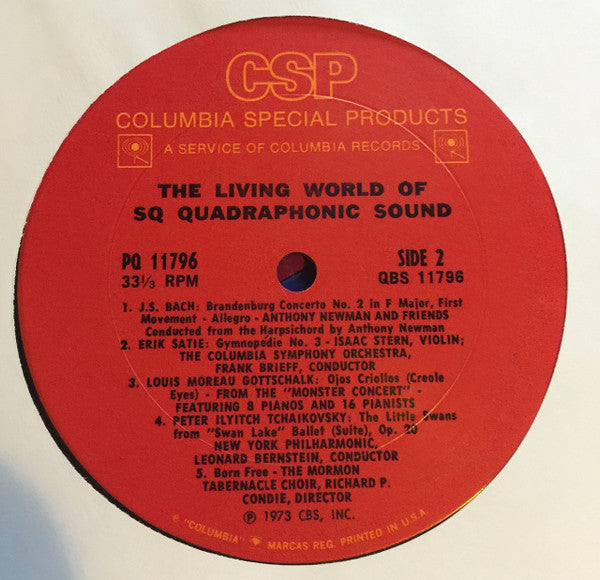 CSP
COLUMBIA SPECIAL PRODUCTS
A SERVICE OF COLUMBIA RECORDS
THE LIVING WORLD OF
SQ QUADRAPHONIC SOUND
PQ 11796 SIDE 2
33⅓ RPM QBS 11796
1. J.S. BACH: Brandenburg Concerto No. 2 in F Major, First
Movement - Allegro - ANTHONY NEWMAN AND FRIENDS
Conducted from the Harpsichord by Anthony Newman
2. ERIK SATIE: Gymnopedie No. 3 - ISAAC STERN, VIOLIN;
THE COLUMBIA SYMPHONY ORCHESTRA,
FRANK BRIEFF, CONDUCTOR
3. LOUIS MOREAU GOTTSCHALK: Ojos Criollos (Creole
Eyes) - FROM THE "MONSTER CONCERT" -
FEATURING 8 PIANOS AND 16 PIANISTS
4. PETER ILYITCH TCHAIKOVSKY: The Little Swans
from "Swan Lake" Ballet (Suite), Op. 20
NEW YORK PHILHARMONIC,
LEONARD BERNSTEIN, CONDUCTOR
5. Born Free - THE MORMON
TABERNACLE CHOIR, RICHARD P.
CONDIE, DIRECTOR
℗ 1973 CBS, INC.
® "COLUMBIA" MARCAS REG. PRINTED IN U.S.A.